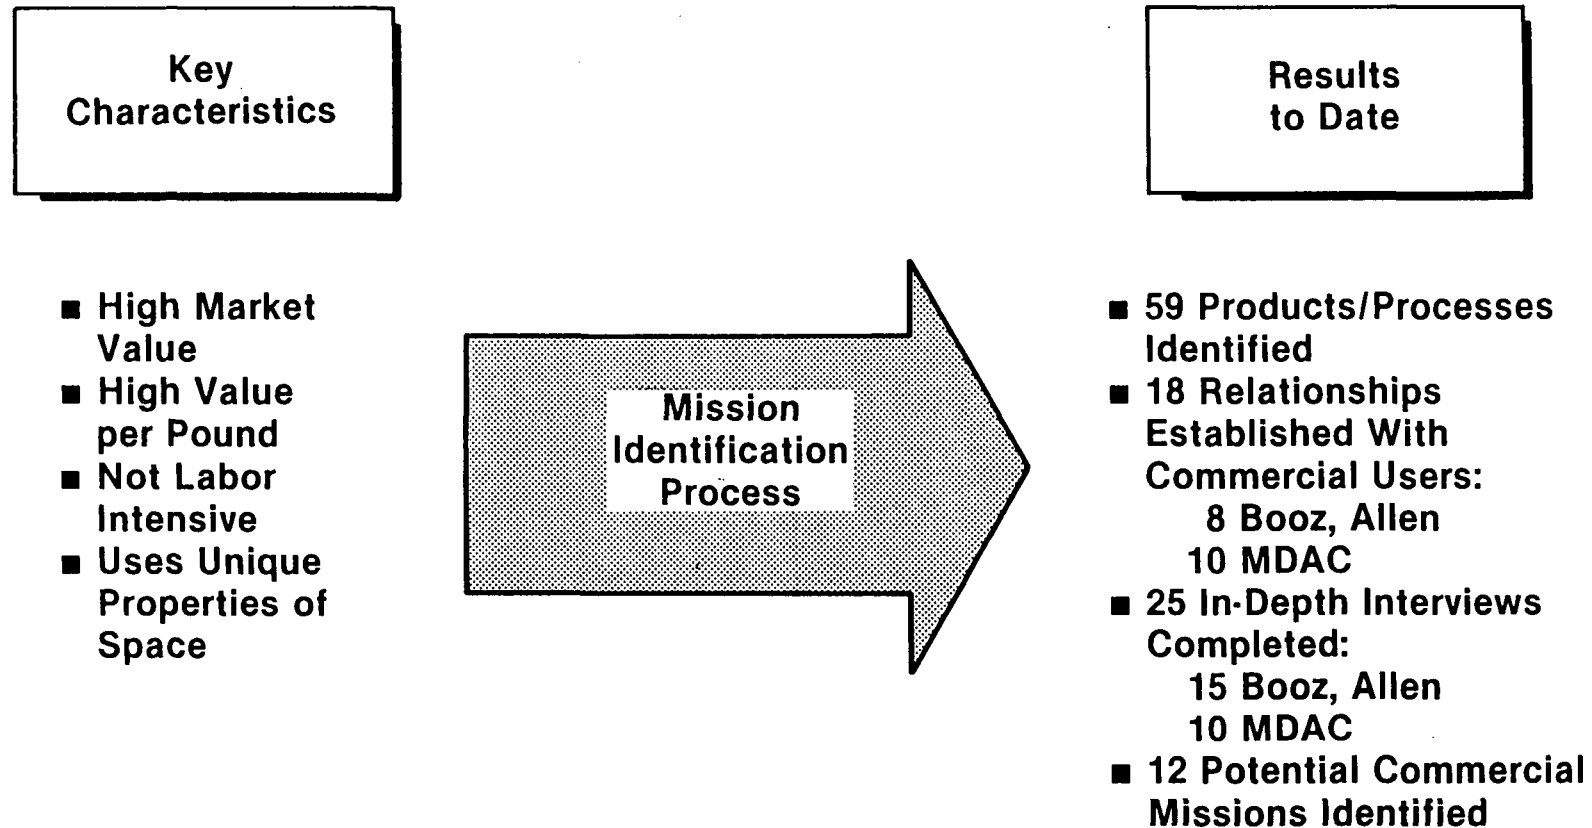 Key
Characteristics
■ High Market
Value
■ High Value
per Pound
■ Not Labor
Intensive
■ Uses Unique
Properties of
Space
Mission
Identification
Process
Results
to Date
■ 59 Products/Processes
Identified
■ 18 Relationships
Established With
Commercial Users:
8 Booz, Allen
10 MDAC
■ 25 In-Depth Interviews
Completed:
15 Booz, Allen
10 MDAC
■ 12 Potential Commercial
Missions Identified